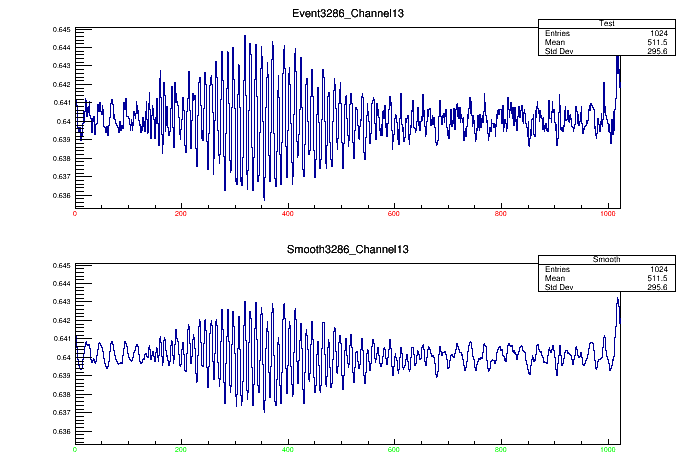 Event3286_Channel13
Test
Entries 1024
Mean 511.5
Std Dev 295.6
0.645
0.644
0.643
0.642
0.641
0.64
0.639
0.638
0.637
0.636
0 200 400 600 800 1000
Smooth3286_Channel13
Smooth
Entries 1024
Mean 511.5
Std Dev 295.6
0.645
0.644
0.643
0.642
0.641
0.64
0.639
0.638
0.637
0.636
0 200 400 600 800 1000